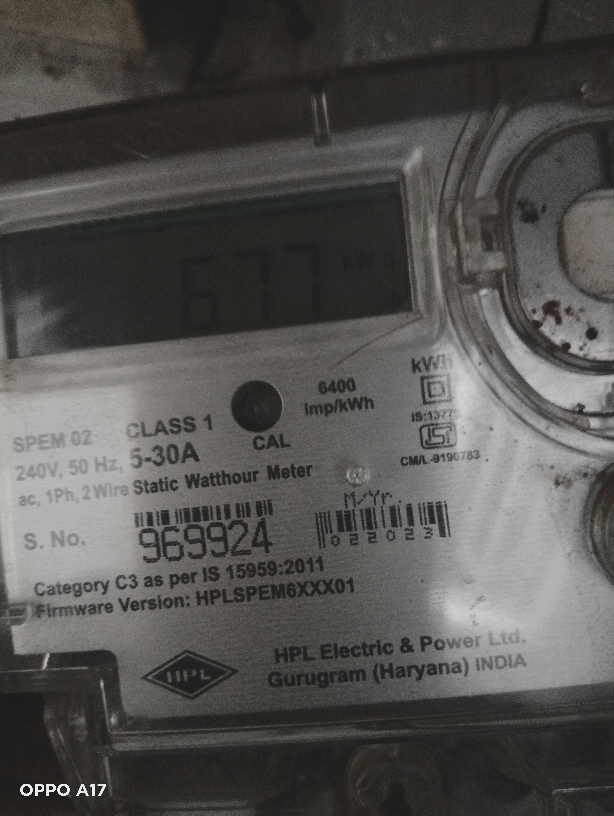 677 kWh
SPEM 02 CLASS 1
240V, 50 Hz, 5-30A
ac, 1Ph, 2 Wire Static Watthour Meter
CAL
6400
imp/kWh
kWh
IS:1377
CM/L-9190783
S. No. 969924
M/Yr.
022023
Category C3 as per IS 15959:2011
Firmware Version: HPLSPEM6XXX01
HPL
HPL Electric & Power Ltd.
Gurugram (Haryana) INDIA
OPPO A17